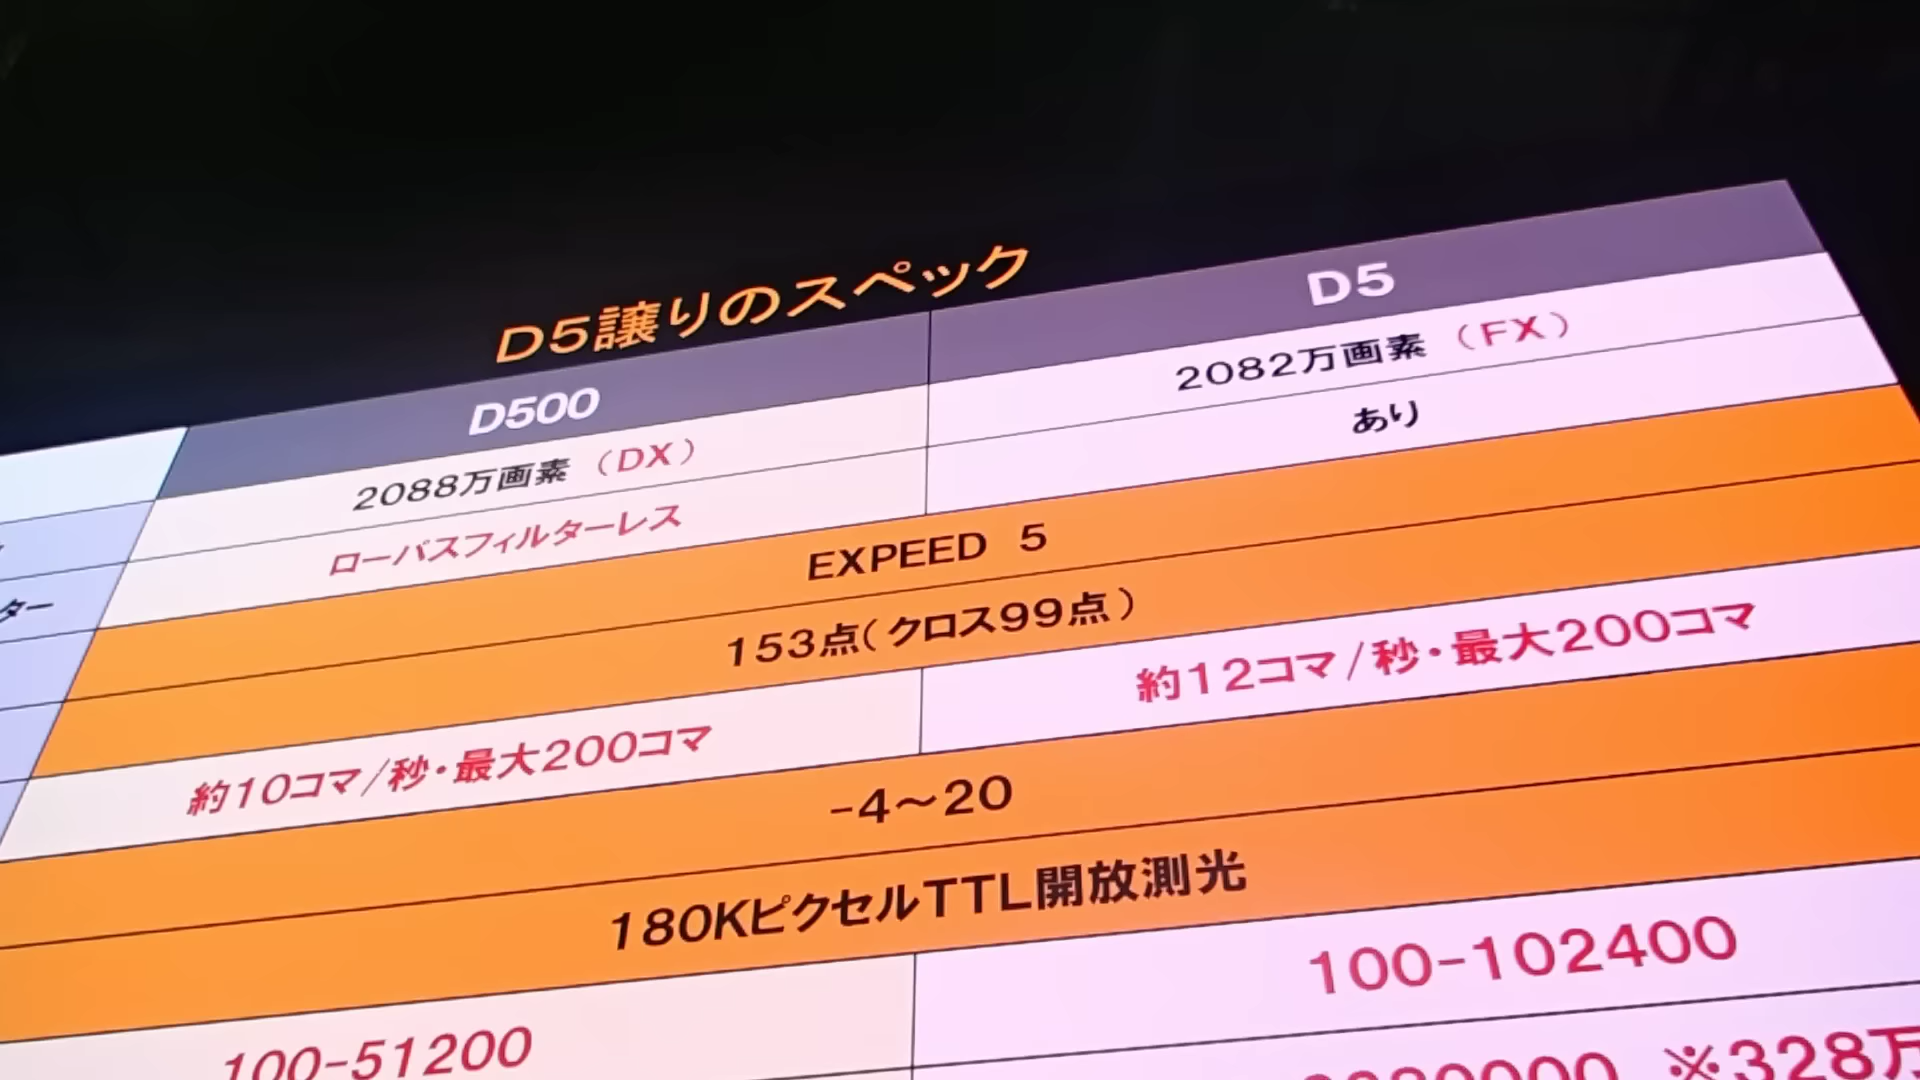 D5譲りのスペック
D500 D5
2088万画素（DX） 2082万画素（FX）
ローパスフィルターレス あり
ター
EXPEED 5
153点(クロス99点)
約10コマ/秒・最大200コマ 約12コマ/秒・最大200コマ
-4～20
180KピクセルTTL開放測光
100-51200 100-102400
※328万